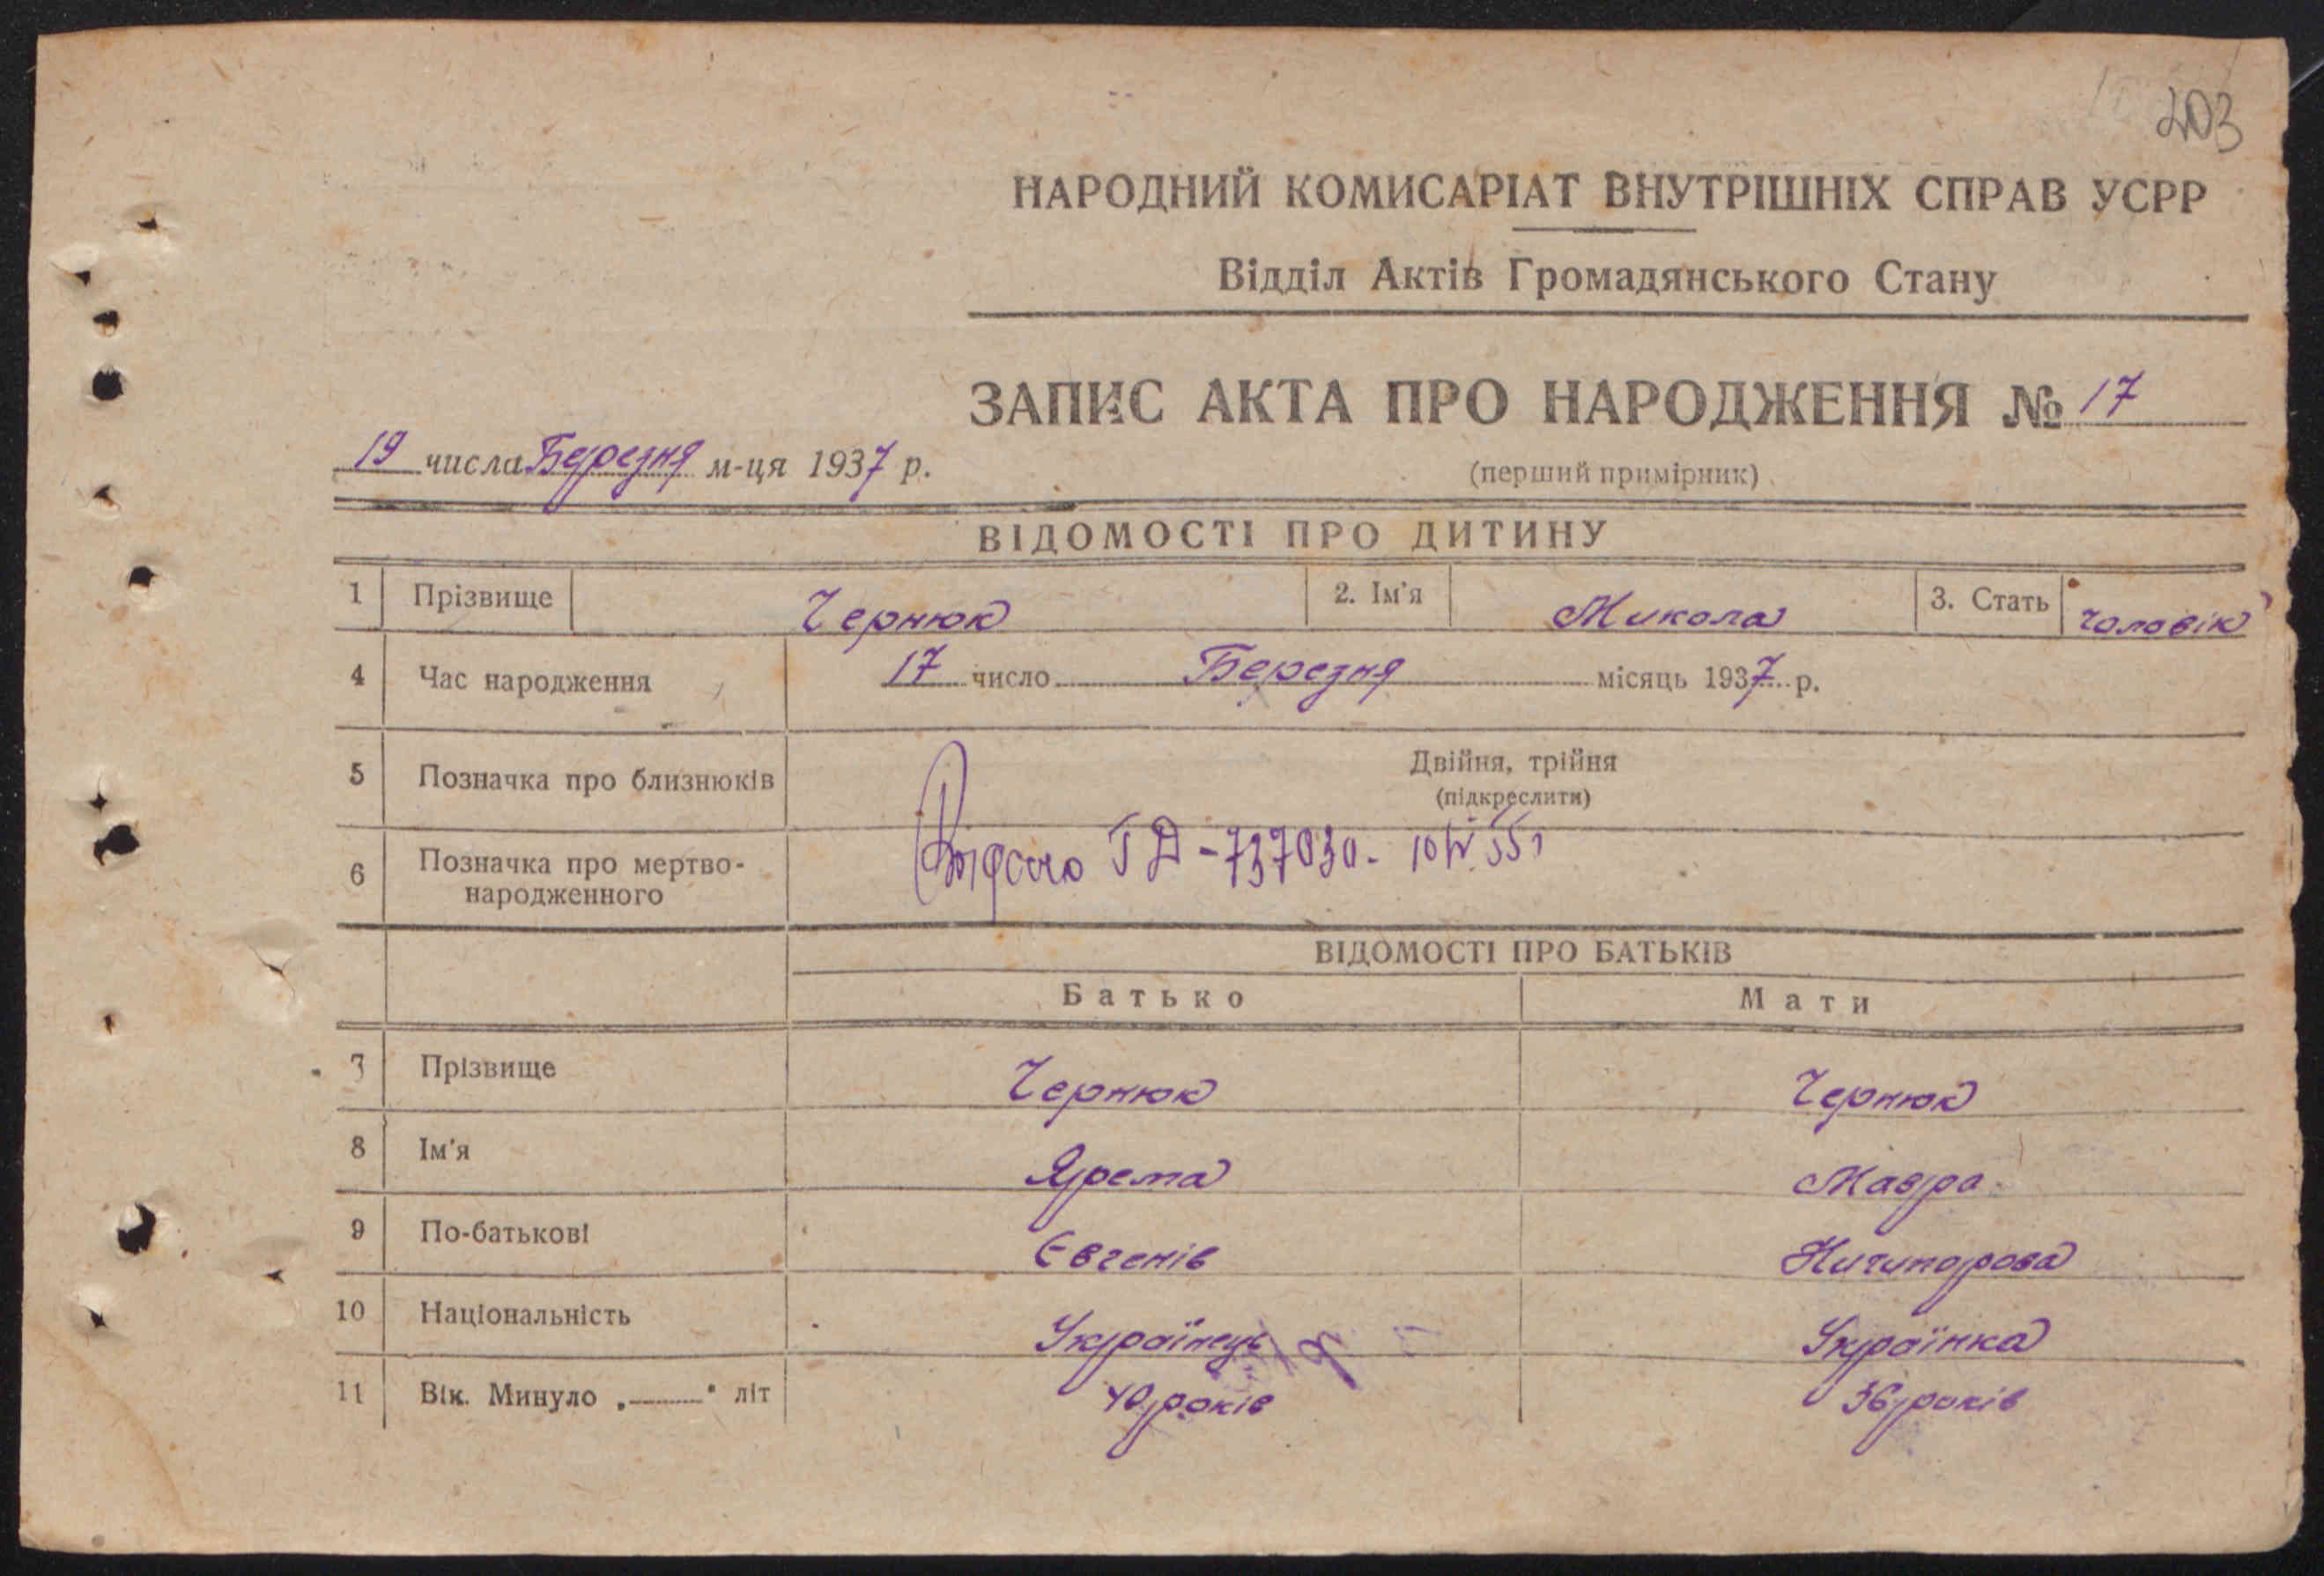 203
НАРОДНИЙ КОМИСАРІАТ ВНУТРІШНІХ СПРАВ УСРР
Відділ Актів Громадянського Стану
ЗАПИС АКТА ПРО НАРОДЖЕННЯ № 17
19 числа Березня м-ця 1937 р.
(перший примірник)
ВІДОМОСТІ ПРО ДИТИНУ
1 Прізвище Чернюк 2. Ім'я Микола 3. Стать чоловік
4 Час народження 17 число Березня місяць 1937 р.
5 Позначка про близнюків Двійня, трійня
(підкреслити)
6 Позначка про мертво-
народженного
ГД-737030-
ВІДОМОСТІ ПРО БАТЬКІВ
Батько Мати
7 Прізвище Чернюк Чернюк
8 Ім'я Ярема Мавра
9 По-батькові Євгенів Ничипорова
10 Національність Українець Українка
11 Вік. Минуло „——“ літ 40 років 36 років